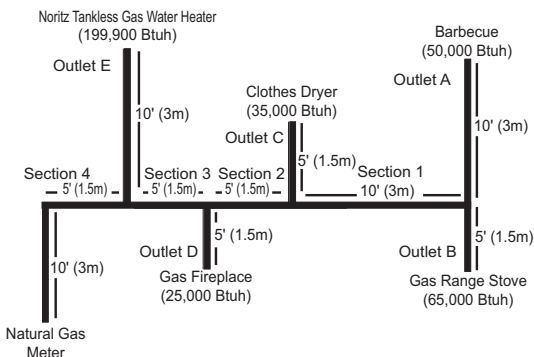 Noritz Tankless Gas Water Heater
(199,900 Btuh)
Outlet E
10' (3m)
Barbecue
(50,000 Btuh)
Outlet A
10' (3m)
Clothes Dryer
(35,000 Btuh)
Outlet C
5' (1.5m)
Section 4
5' (1.5m)
Section 3
5' (1.5m)
Section 2
5' (1.5m)
Section 1
10' (3m)
10' (3m)
Natural Gas
Meter
Outlet D
5' (1.5m)
Gas Fireplace
(25,000 Btuh)
Outlet B
5' (1.5m)
Gas Range Stove
(65,000 Btuh)